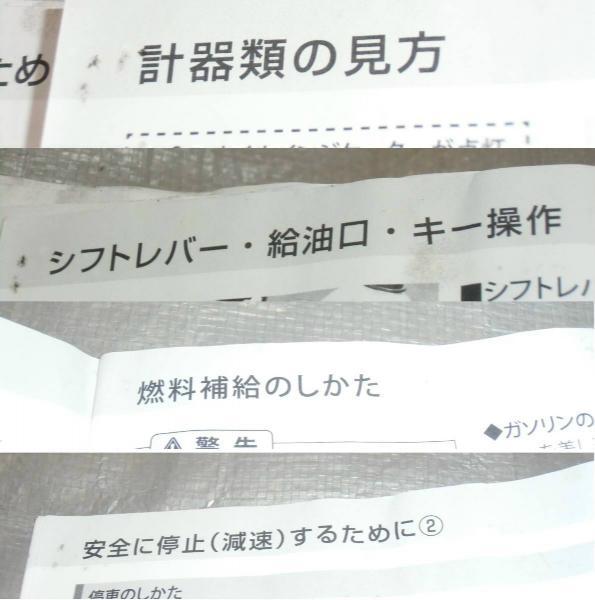 ため
計器類の見方
が点灯
シフトレバー・給油口・キー操作
■シフトレバ
燃料補給のしかた
警告
◆ガソリンの
安全に停止(減速)するために②
停車のしかた